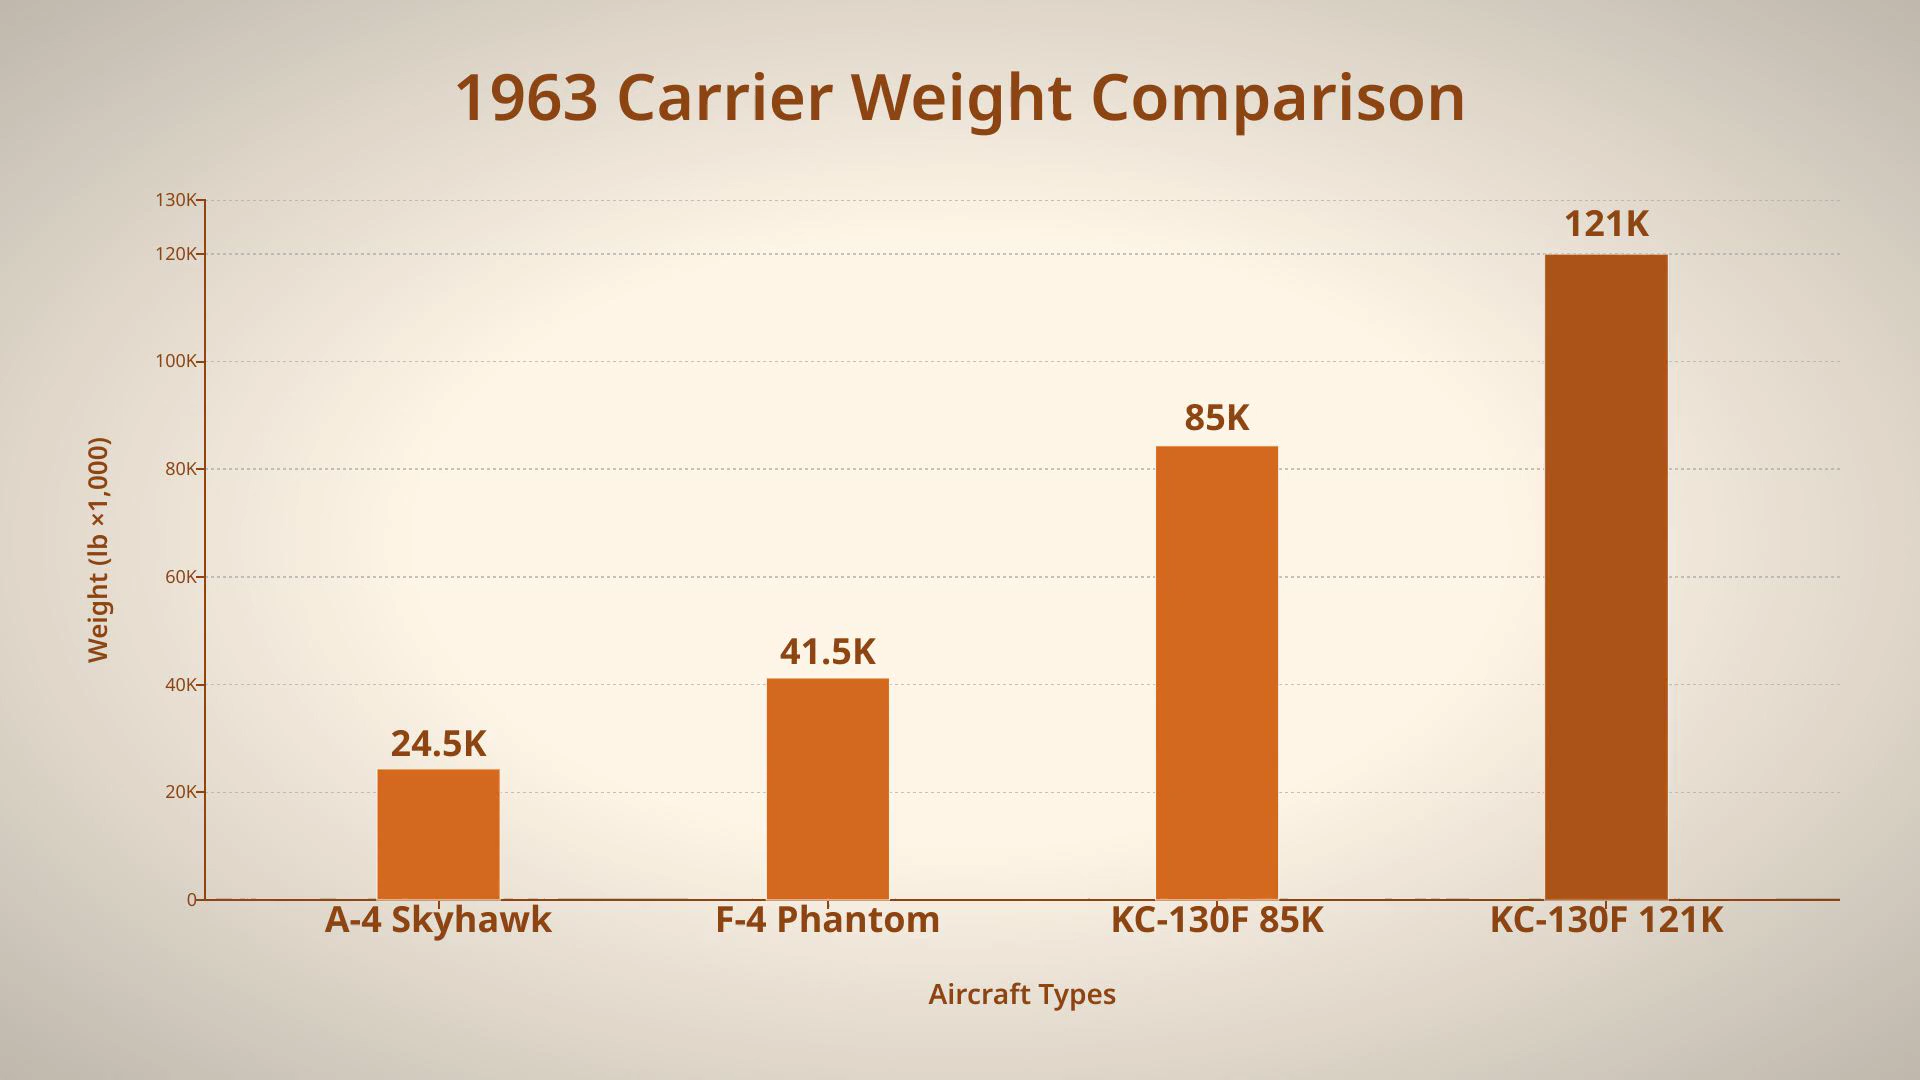 1963 Carrier Weight Comparison
130K
120K
100K
80K
60K
40K
20K
0
Weight (lb ×1,000)
24.5K
41.5K
85K
121K
A-4 Skyhawk
F-4 Phantom
KC-130F 85K
KC-130F 121K
Aircraft Types